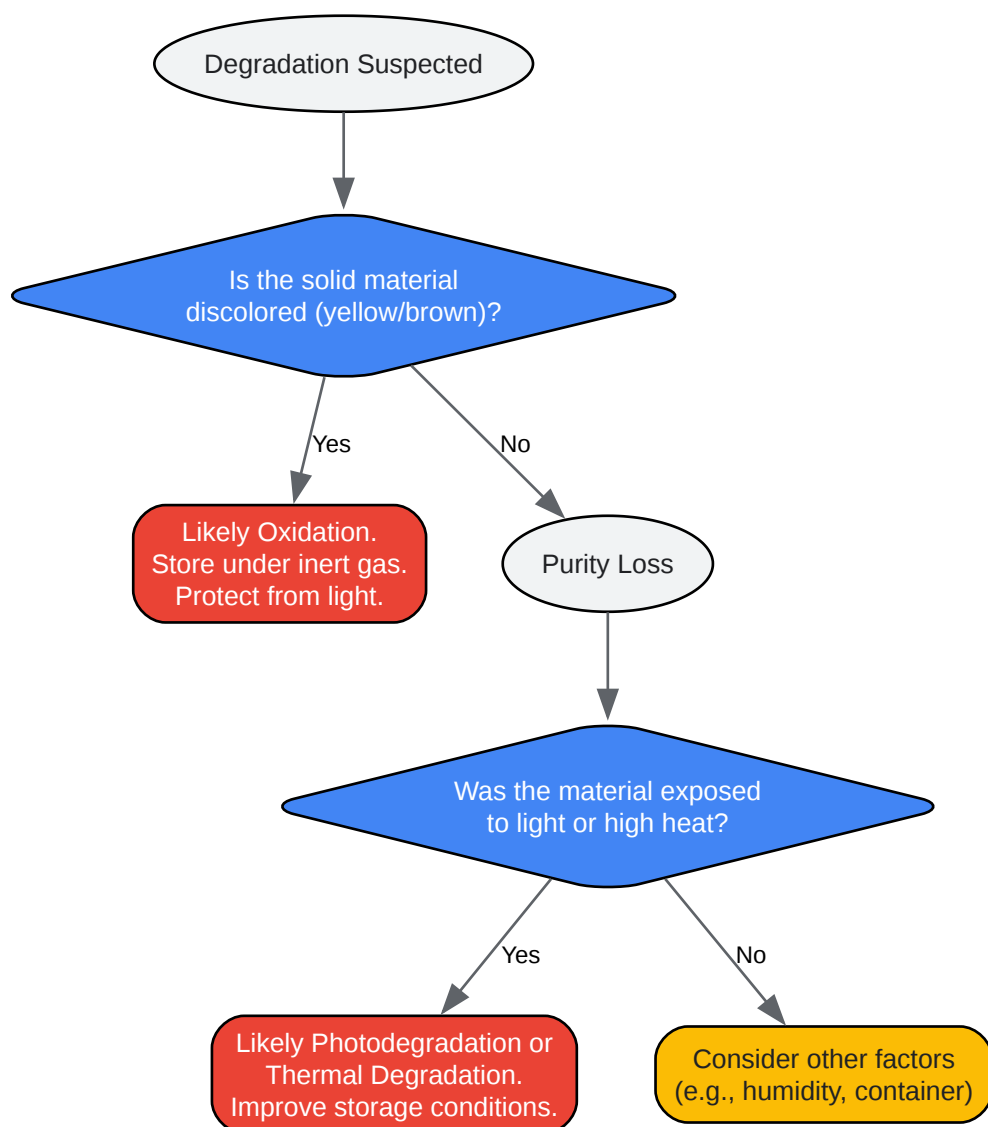 Degradation Suspected
Is the solid material
discolored (yellow/brown)?
Yes
No
Likely Oxidation.
Store under inert gas.
Protect from light.
Purity Loss
Was the material exposed
to light or high heat?
Yes
No
Likely Photodegradation or
Thermal Degradation.
Improve storage conditions.
Consider other factors
(e.g., humidity, container)